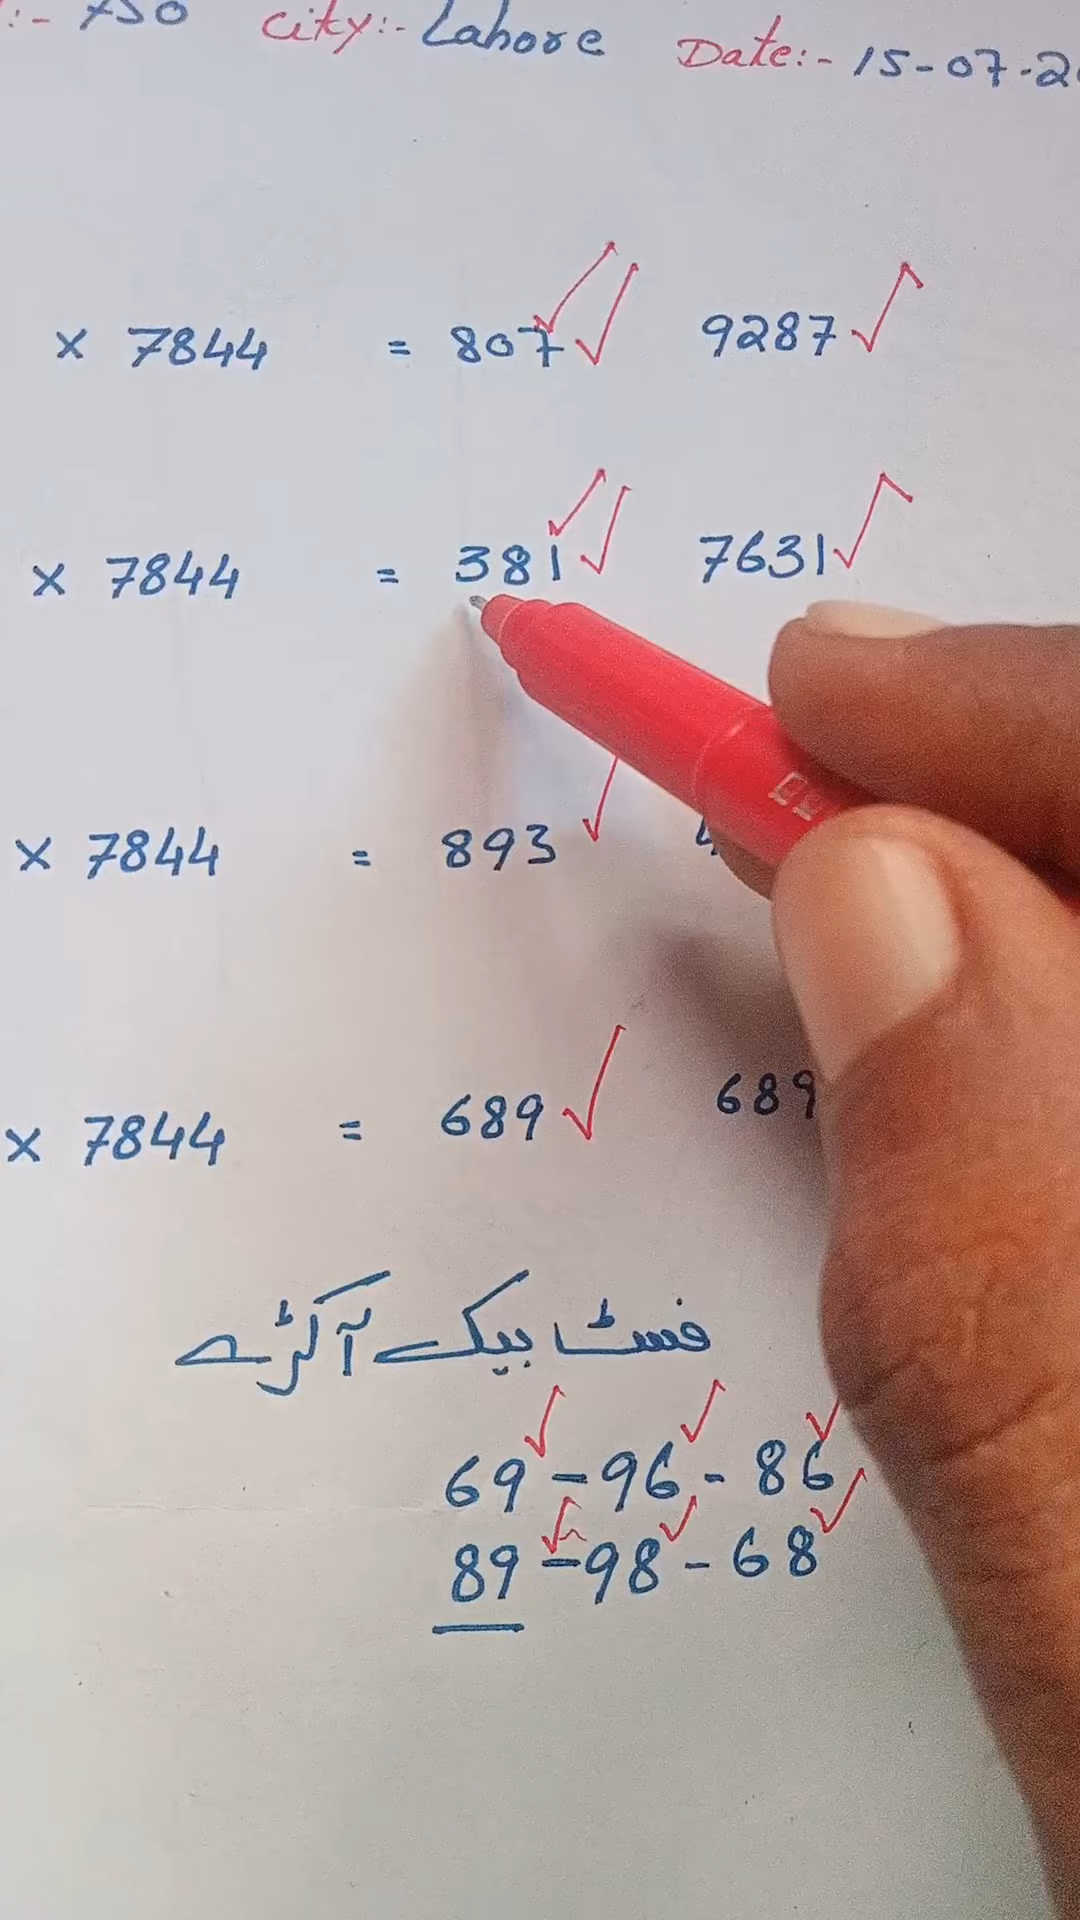 :- 750 City:- Lahore Date:- 15-07-2
× 7844 = 807 9287
× 7844 = 381 7631
× 7844 = 893
× 7844 = 689 689
فسٹ بیک آکڑے
69 - 96 - 86
89 - 98 - 68